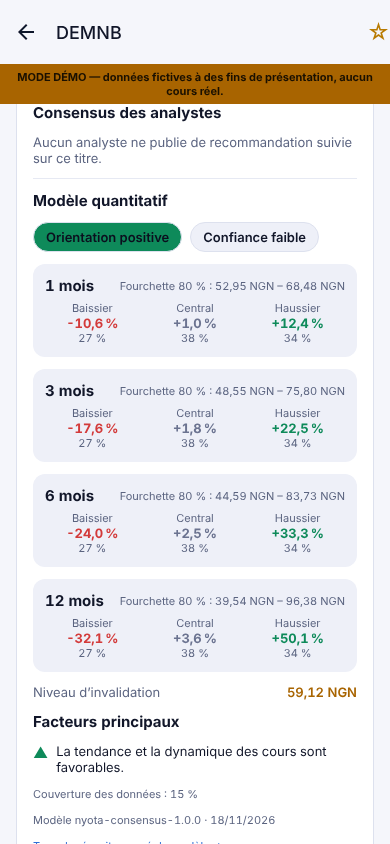 DEMNB
MODE DÉMO — données fictives à des fins de présentation, aucun
cours réel.
Consensus des analystes
Aucun analyste ne publie de recommandation suivie
sur ce titre.
Modèle quantitatif
Orientation positive
Confiance faible
1 mois
Fourchette 80 % : 52,95 NGN – 68,48 NGN
Baissier Central Haussier
-10,6 % +1,0 % +12,4 %
27 % 38 % 34 %
3 mois
Fourchette 80 % : 48,55 NGN – 75,80 NGN
Baissier Central Haussier
-17,6 % +1,8 % +22,5 %
27 % 38 % 34 %
6 mois
Fourchette 80 % : 44,59 NGN – 83,73 NGN
Baissier Central Haussier
-24,0 % +2,5 % +33,3 %
27 % 38 % 34 %
12 mois
Fourchette 80 % : 39,54 NGN – 96,38 NGN
Baissier Central Haussier
-32,1 % +3,6 % +50,1 %
27 % 38 % 34 %
Niveau d’invalidation 59,12 NGN
Facteurs principaux
La tendance et la dynamique des cours sont
favorables.
Couverture des données : 15 %
Modèle nyota-consensus-1.0.0 · 18/11/2026